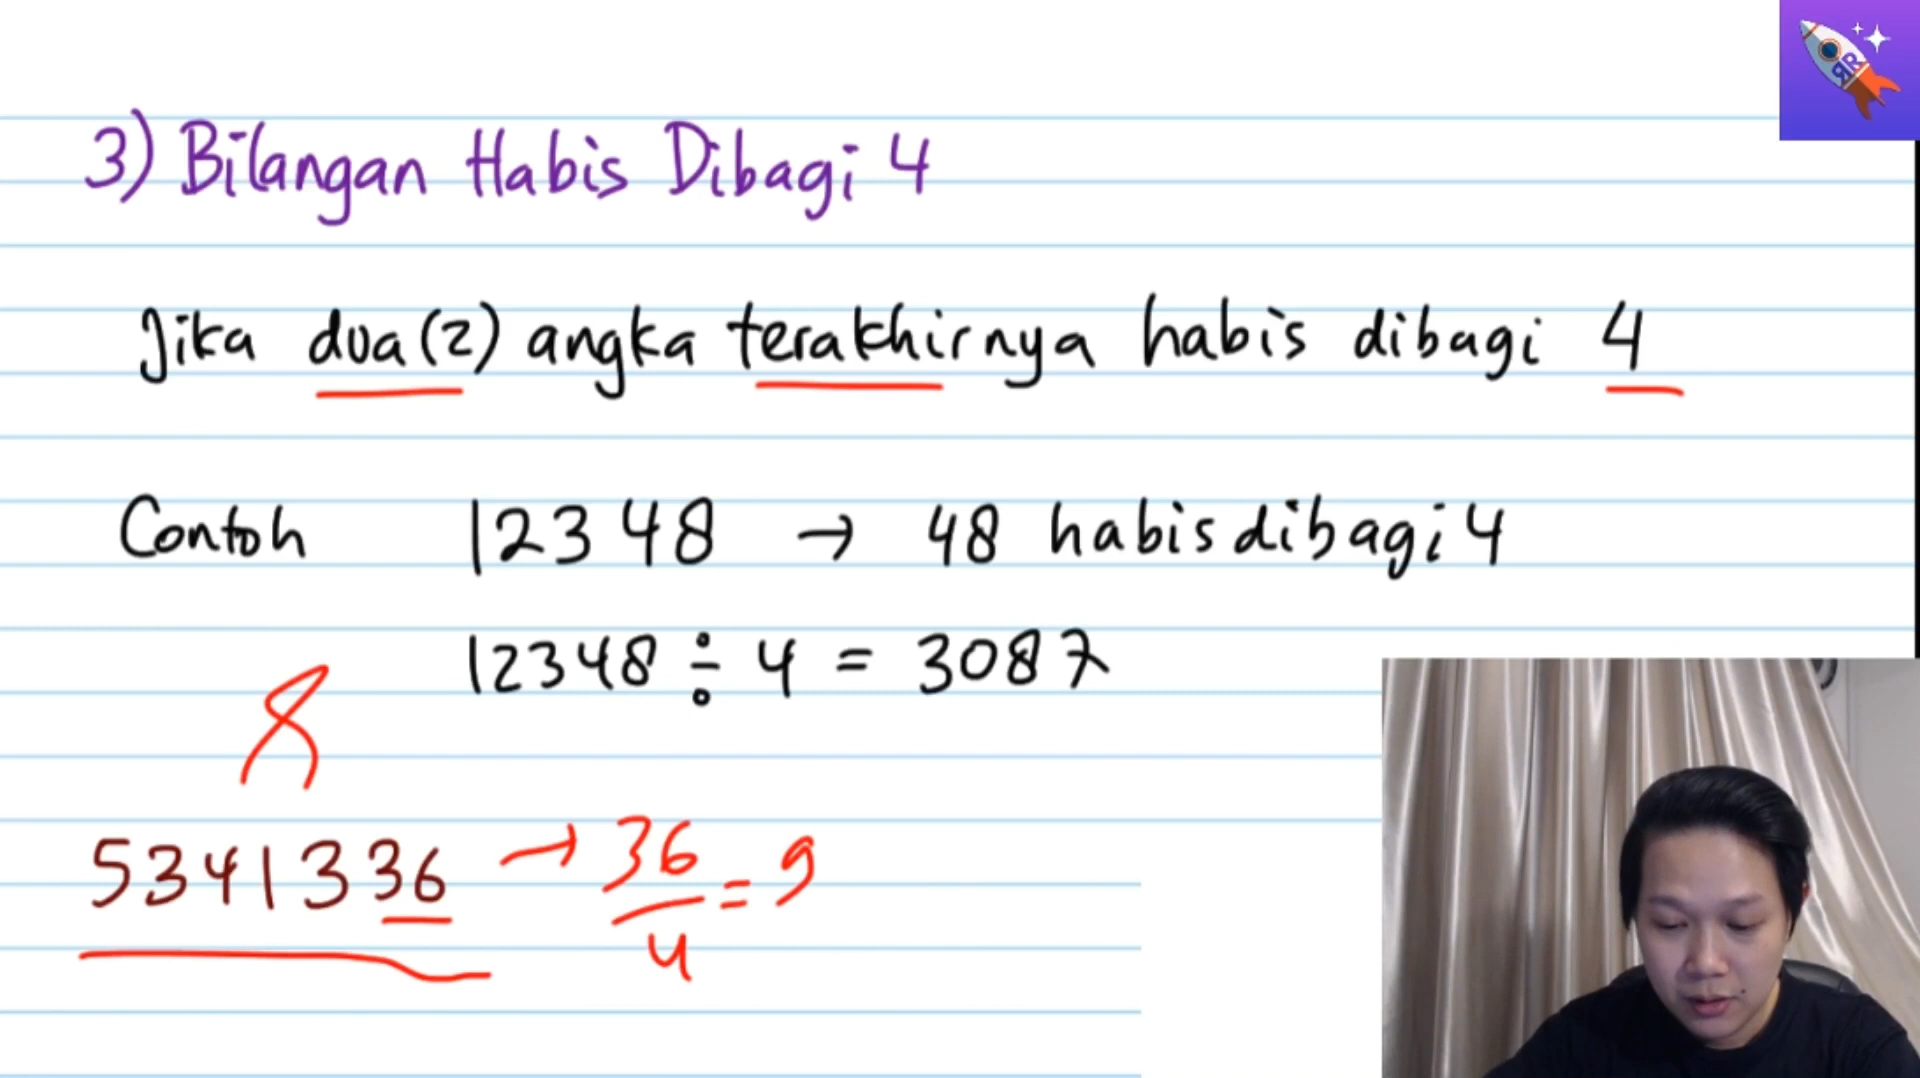 3) Bilangan Habis Dibagi 4
Jika dua (2) angka terakhirnya habis dibagi 4
Contoh 12348 → 48 habis dibagi 4
12348 ÷ 4 = 3087
5341336 → 36/4 = 9